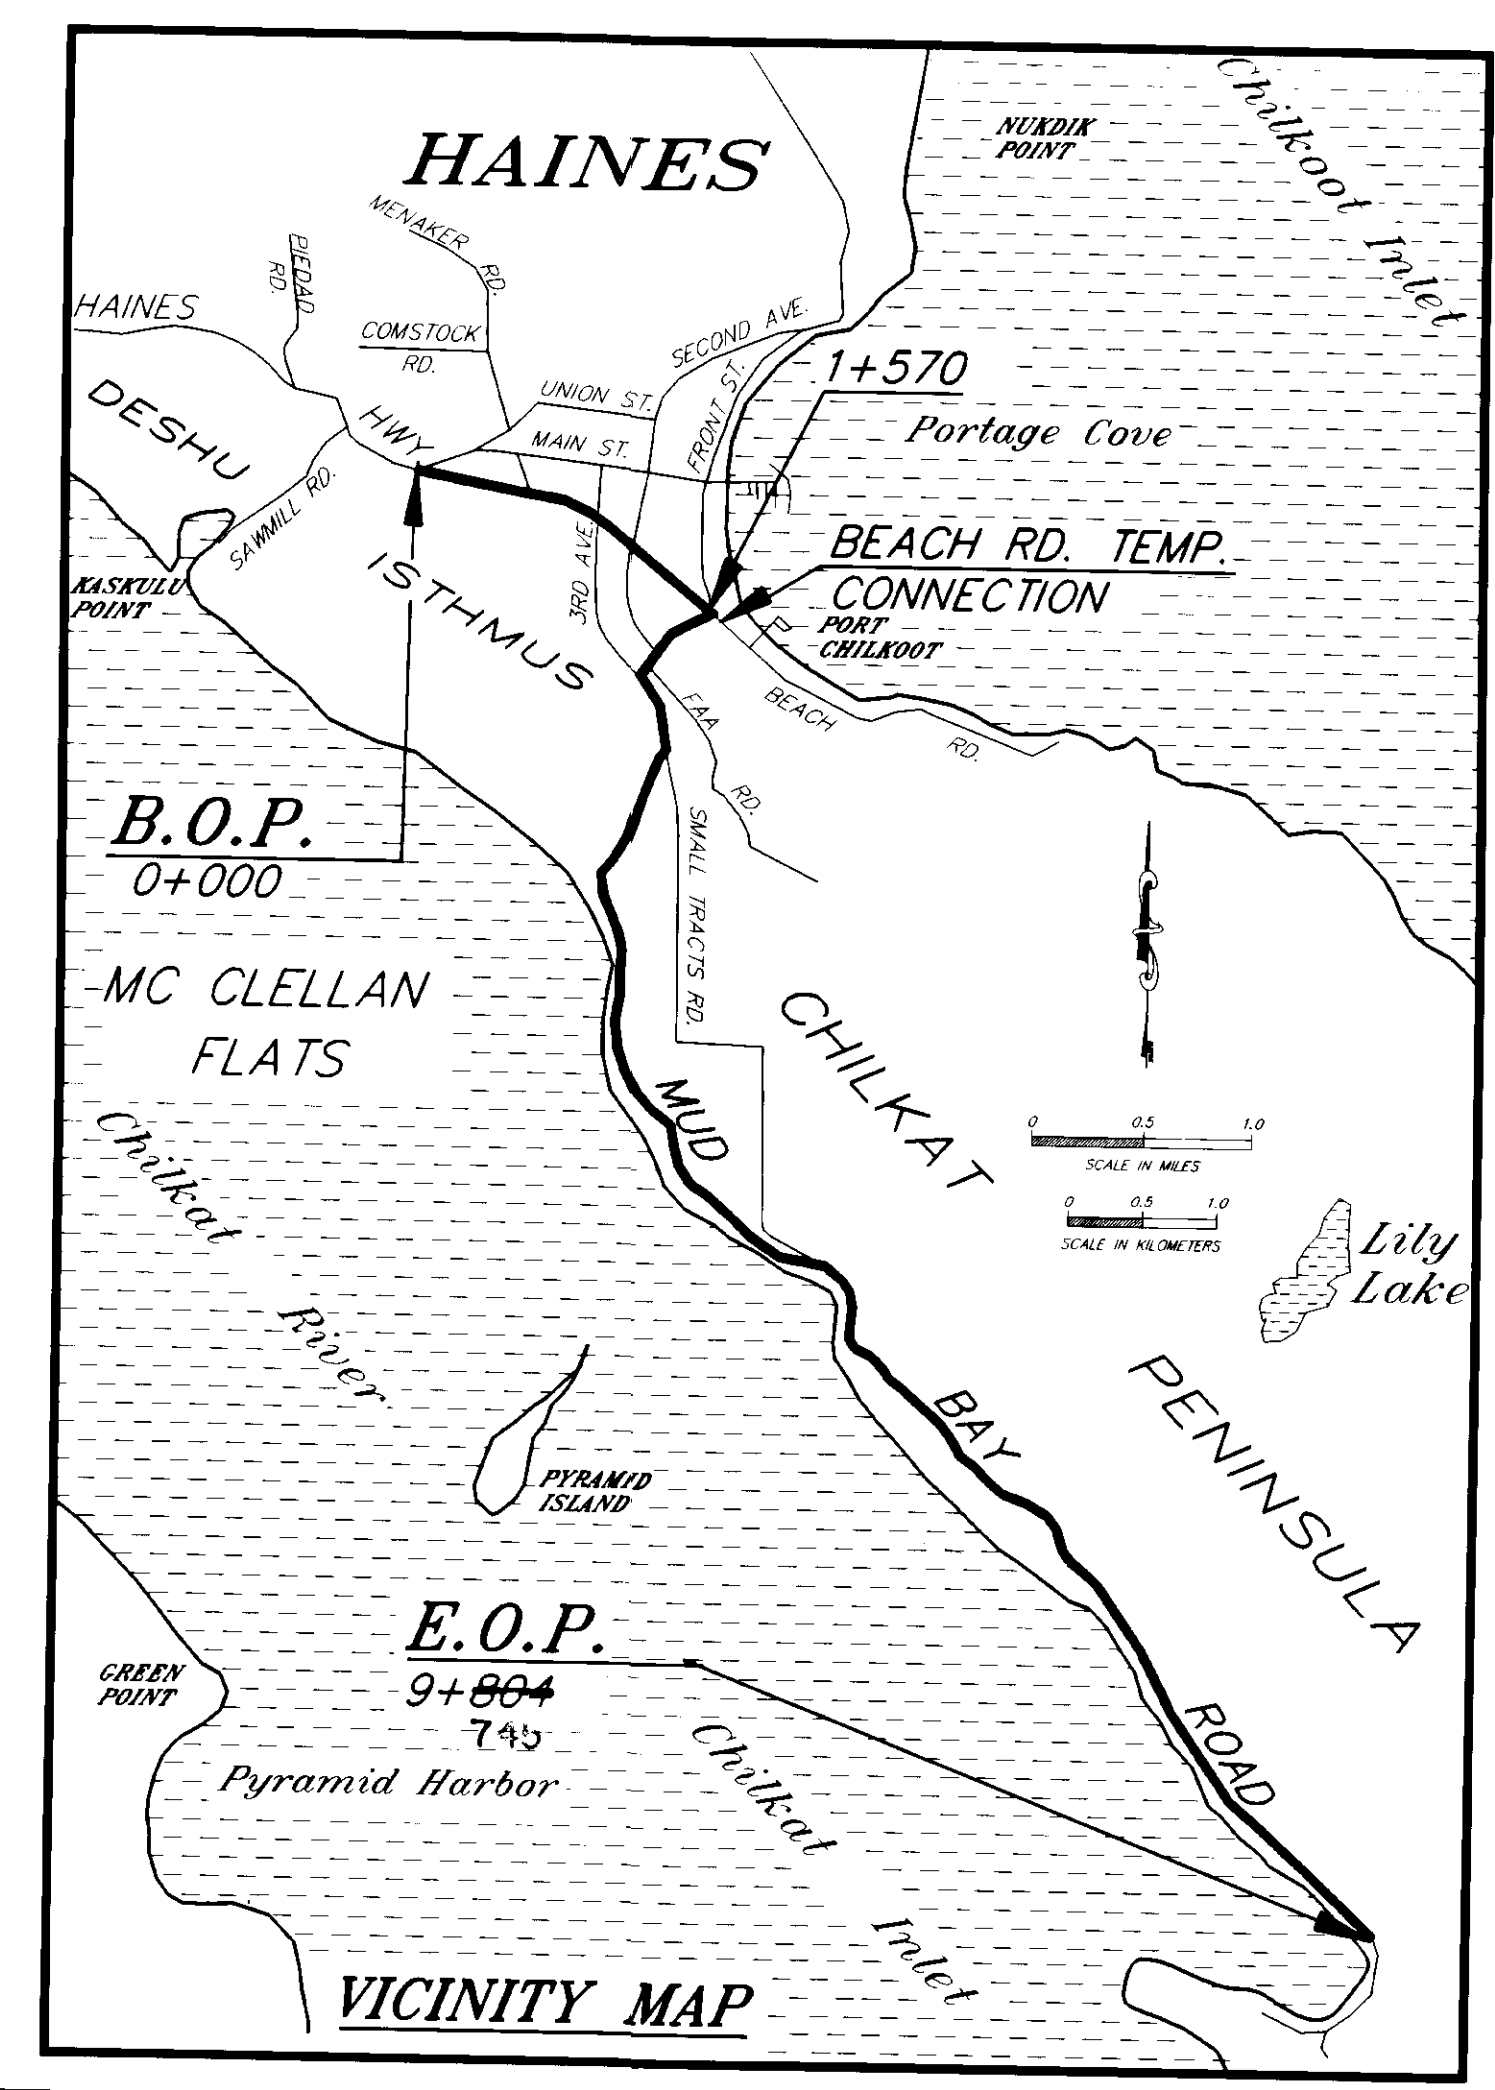 Chilkoot Inlet
NUKDIK
POINT
HAINES
MENAKER RD.
PIEDAD
RD.
HAINES HWY
COMSTOCK
RD.
SECOND AVE.
UNION ST.
FRONT ST.
MAIN ST.
1+570
Portage Cove
DESHU
ISTHMUS
SAWMILL RD.
3RD AVE.
KASKULU
POINT
BEACH RD. TEMP.
CONNECTION
PORT
CHILKOOT
BEACH RD.
FAA RD.
B.O.P.
0+000
SMALL TRACTS RD.
MC CLELLAN
FLATS
CHILKAT
PENINSULA
MUD BAY ROAD
0 0.5 1.0
SCALE IN MILES
0 0.5 1.0
SCALE IN KILOMETERS
Lily
Lake
Chilkat River
PYRAMID
ISLAND
E.O.P.
9+804
745
GREEN
POINT
Pyramid Harbor
Chilkat Inlet
VICINITY MAP